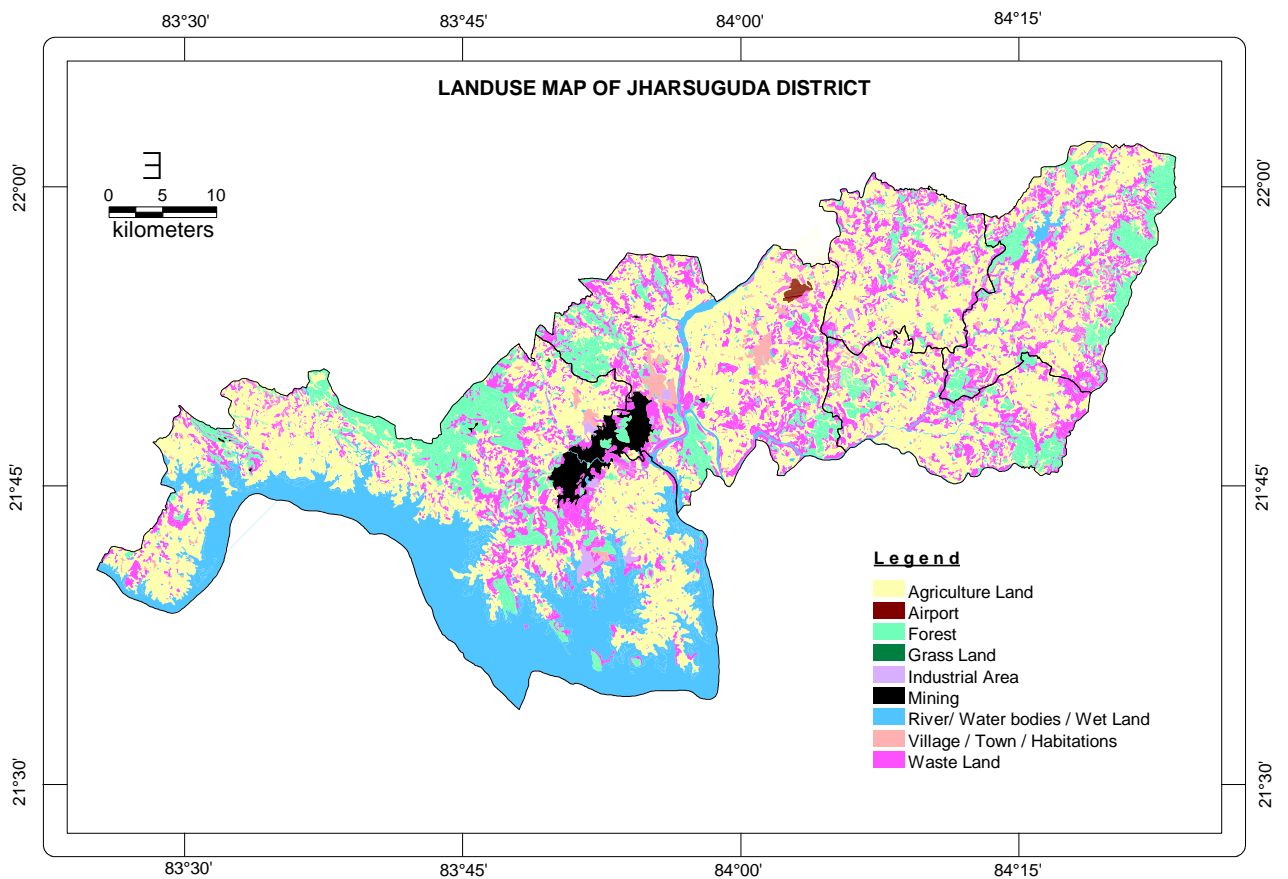 83°30' 83°45' 84°00' 84°15'
LANDUSE MAP OF JHARSUGUDA DISTRICT
22°00' 22°00'
0 5 10
kilometers
21°45' 21°45'
Legend
Agriculture Land
Airport
Forest
Grass Land
Industrial Area
Mining
River/ Water bodies / Wet Land
Village / Town / Habitations
Waste Land
21°30' 21°30'
83°30' 83°45' 84°00' 84°15'